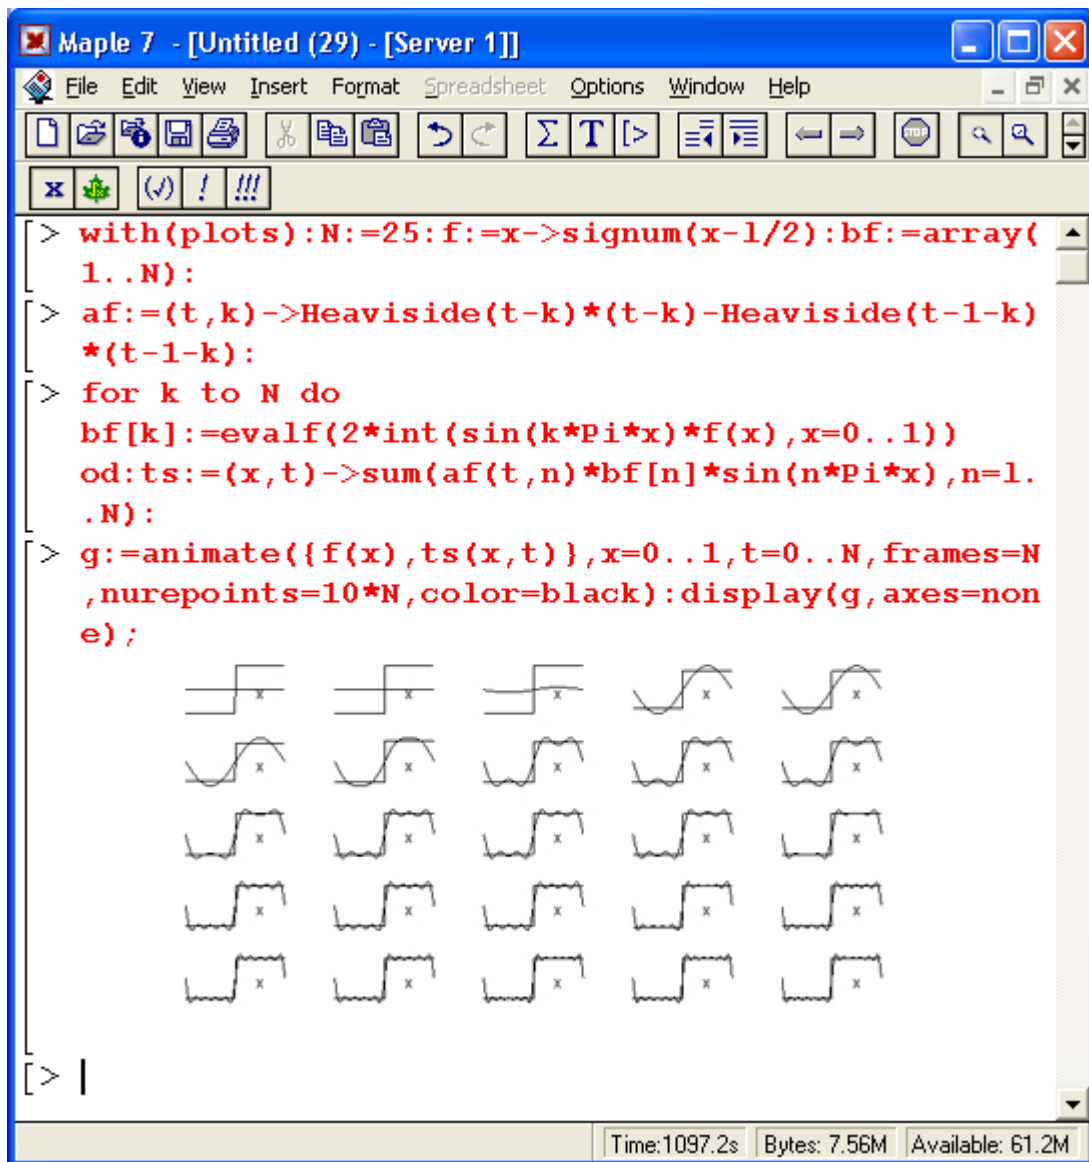 Maple 7 - [Untitled (29) - [Server 1]]
File Edit View Insert Format Spreadsheet Options Window Help
Σ T [>
STOP
x (√) ! !!!
[> with(plots):N:=25:f:=x->signum(x-l/2):bf:=array(
1..N):
[> af:=(t,k)->Heaviside(t-k)*(t-k)-Heaviside(t-1-k)
*(t-1-k):
[> for k to N do
bf[k]:=evalf(2*int(sin(k*Pi*x)*f(x),x=0..1))
od:ts:=(x,t)->sum(af(t,n)*bf[n]*sin(n*Pi*x),n=l.
.N):
[> g:=animate({f(x),ts(x,t)},x=0..1,t=0..N,frames=N
,nurepoints=10*N,color=black):display(g,axes=non
e);
x x x x x
x x x x x
x x x x x
x x x x x
x x x x x
[>
Time:1097.2s Bytes: 7.56M Available: 61.2M